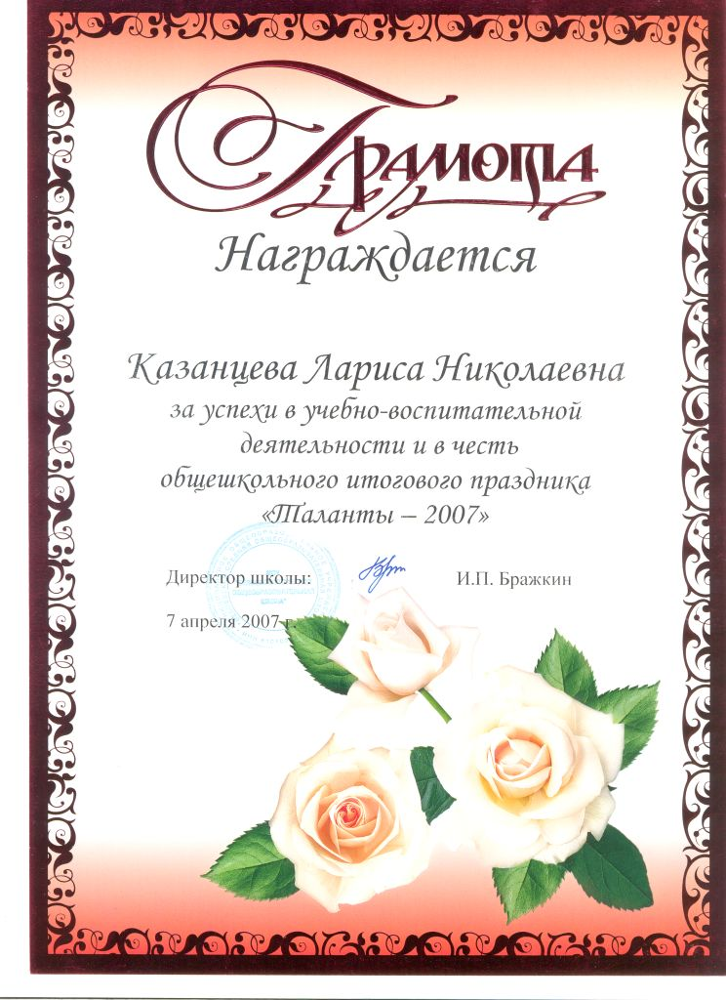 Грамота
Награждается
Казанцева Лариса Николаевна
за успехи в учебно-воспитательной
деятельности и в честь
общешкольного итогового праздника
«Таланты – 2007»
Директор школы:
И.П. Бражкин
7 апреля 2007 г.